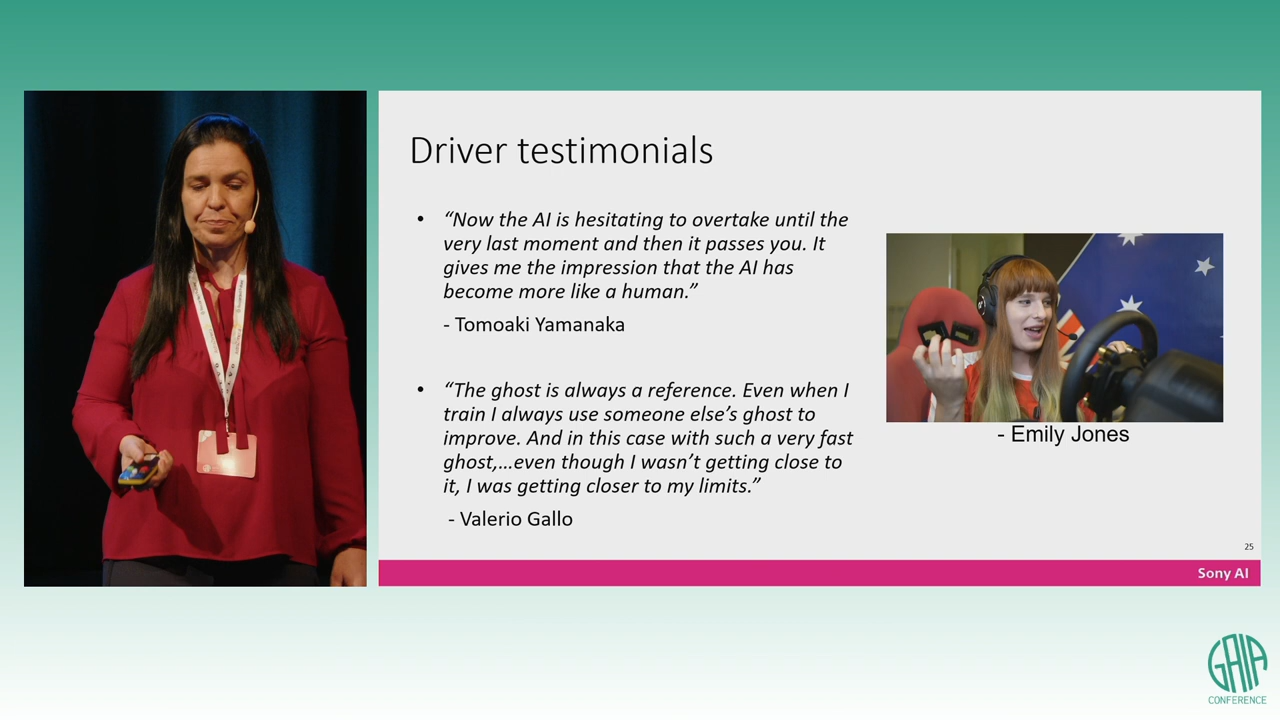 Driver testimonials
• “Now the AI is hesitating to overtake until the
very last moment and then it passes you. It
gives me the impression that the AI has
become more like a human.”
- Tomoaki Yamanaka
• “The ghost is always a reference. Even when I
train I always use someone else’s ghost to
improve. And in this case with such a very fast
ghost,...even though I wasn’t getting close to
it, I was getting closer to my limits.”
- Valerio Gallo
- Emily Jones
25
Sony AI
GAIA
CONFERENCE